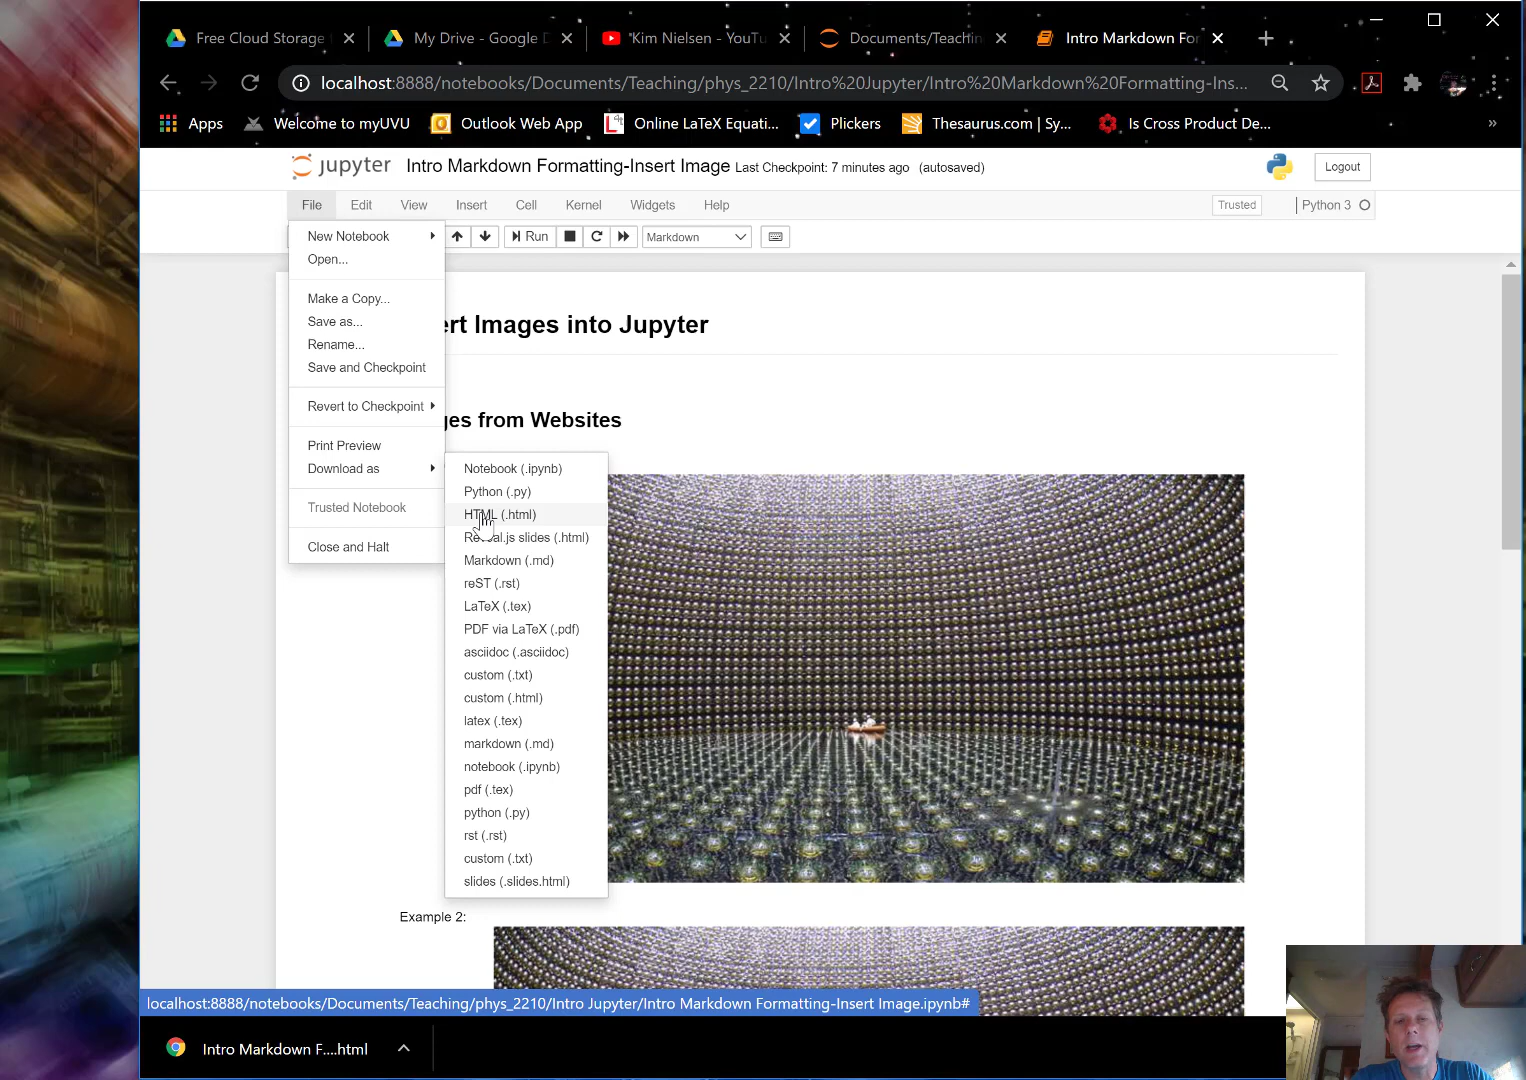 Free Cloud Storage
My Drive - Google D
"Kim Nielsen - YouTu
Documents/Teachin
Intro Markdown For
localhost:8888/notebooks/Documents/Teaching/phys_2210/Intro%20Jupyter/Intro%20Markdown%20Formatting-Ins...
Apps
Welcome to myUVU
Outlook Web App
Online LaTeX Equati...
Plickers
Thesaurus.com | Sy...
Is Cross Product De...
»
jupyter Intro Markdown Formatting-Insert Image Last Checkpoint: 7 minutes ago (autosaved)
Logout
File Edit View Insert Cell Kernel Widgets Help
Trusted
Python 3
Run
Markdown
New Notebook
Open...
Make a Copy...
Save as...
Rename...
Save and Checkpoint
Revert to Checkpoint
Print Preview
Download as
Trusted Notebook
Close and Halt
ert Images into Jupyter
ges from Websites
Notebook (.ipynb)
Python (.py)
HTML (.html)
Reveal.js slides (.html)
Markdown (.md)
reST (.rst)
LaTeX (.tex)
PDF via LaTeX (.pdf)
asciidoc (.asciidoc)
custom (.txt)
custom (.html)
latex (.tex)
markdown (.md)
notebook (.ipynb)
pdf (.tex)
python (.py)
rst (.rst)
custom (.txt)
slides (.slides.html)
Example 2:
localhost:8888/notebooks/Documents/Teaching/phys_2210/Intro Jupyter/Intro Markdown Formatting-Insert Image.ipynb#
Intro Markdown F....html